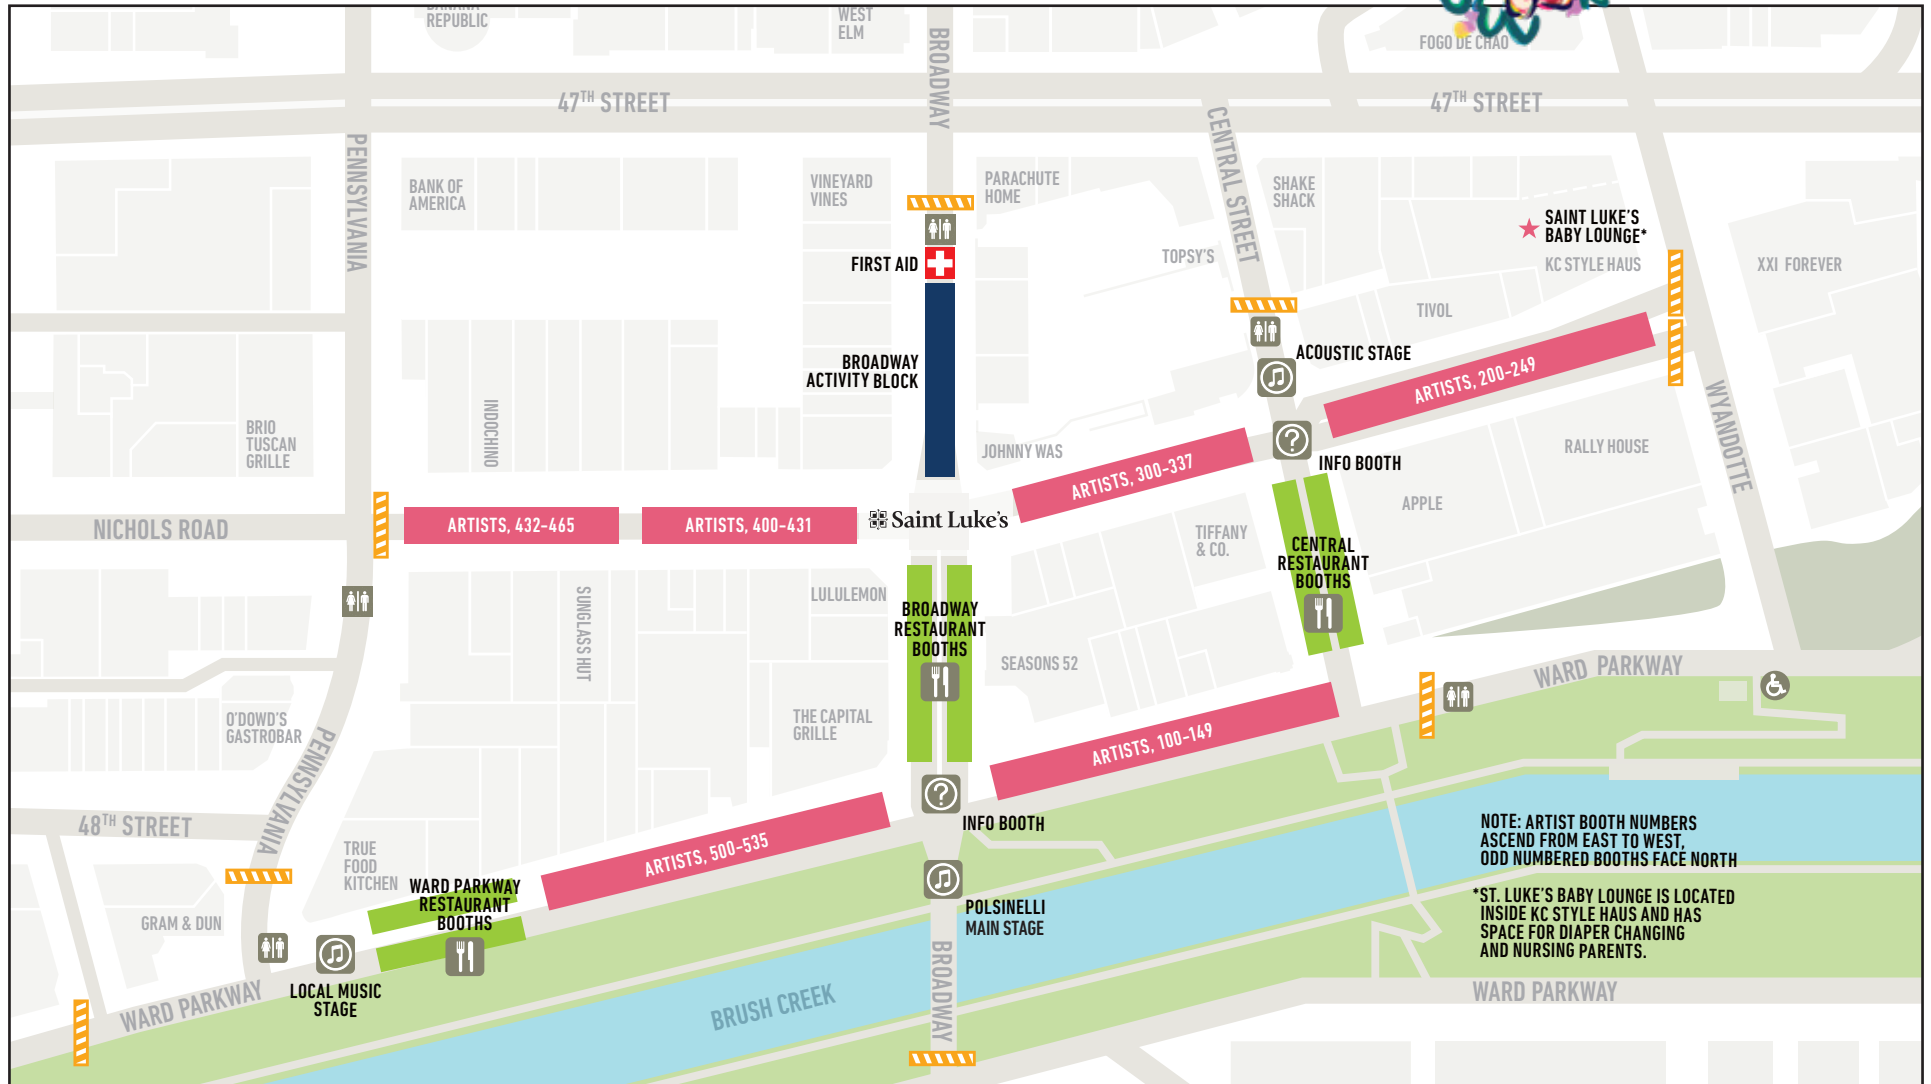 BANANA
REPUBLIC
WEST
ELM
BROADWAY
FOGO DE CHAO
47TH STREET
47TH STREET
PENNSYLVANIA
BANK OF
AMERICA
VINEYARD
VINES
PARACHUTE
HOME
CENTRAL STREET
SHAKE
SHACK
SAINT LUKE'S
BABY LOUNGE*
KC STYLE HAUS
XXI FOREVER
TOPSY'S
FIRST AID
TIVOL
BROADWAY
ACTIVITY BLOCK
ACOUSTIC STAGE
ARTISTS, 200-249
WYANDOTTE
INDOCHINO
BRIO
TUSCAN
GRILLE
JOHNNY WAS
ARTISTS, 300-337
?
INFO BOOTH
RALLY HOUSE
APPLE
NICHOLS ROAD
ARTISTS, 432-465
ARTISTS, 400-431
Saint Luke's
TIFFANY
& CO.
CENTRAL
RESTAURANT
BOOTHS
SUNGLASS HUT
LULULEMON
BROADWAY
RESTAURANT
BOOTHS
SEASONS 52
WARD PARKWAY
O'DOWD'S
GASTROBAR
THE CAPITAL
GRILLE
ARTISTS, 100-149
PENNSYLVANIA
?
INFO BOOTH
48TH STREET
TRUE
FOOD
KITCHEN
ARTISTS, 500-535
WARD PARKWAY
RESTAURANT
BOOTHS
GRAM & DUN
POLSINELLI
MAIN STAGE
NOTE: ARTIST BOOTH NUMBERS
ASCEND FROM EAST TO WEST,
ODD NUMBERED BOOTHS FACE NORTH
*ST. LUKE'S BABY LOUNGE IS LOCATED
INSIDE KC STYLE HAUS AND HAS
SPACE FOR DIAPER CHANGING
AND NURSING PARENTS.
WARD PARKWAY
LOCAL MUSIC
STAGE
BRUSH CREEK
BROADWAY
WARD PARKWAY